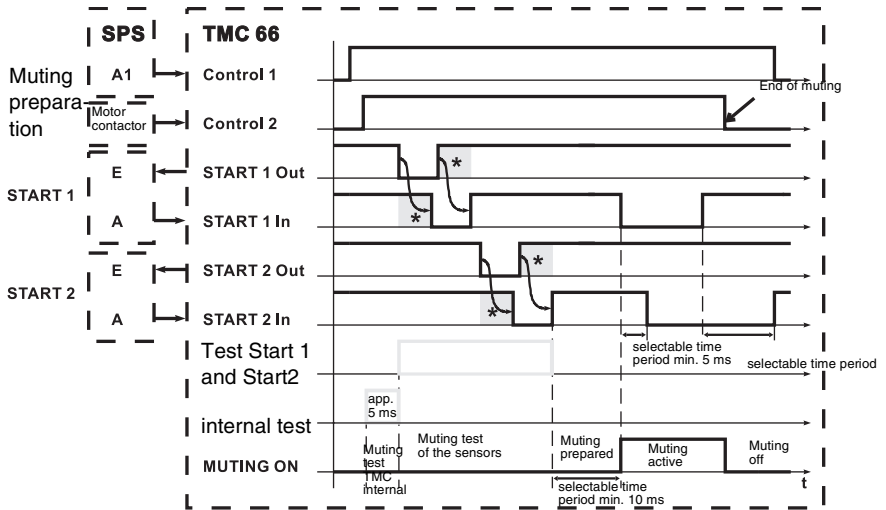 SPS
TMC 66
Muting
prepara-
tion
A1
Control 1
Motor
contactor
Control 2
End of muting
START 1
E
START 1 Out
*
A
START 1 In
*
START 2
E
START 2 Out
*
A
START 2 In
*
selectable time
period min. 5 ms
selectable time period
Test Start 1
and Start2
app.
5 ms
internal test
MUTING ON
Muting
test
TMC
internal
Muting test
of the sensors
Muting
prepared
Muting
active
Muting
off
t
selectable time
period min. 10 ms